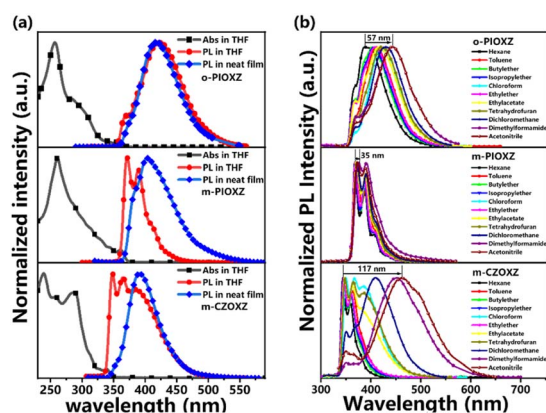 (a)
Normalized intensity (a.u.)
Abs in THF
PL in THF
PL in neat film
o-PIOXZ
Abs in THF
PL in THF
PL in neat film
m-PIOXZ
Abs in THF
PL in THF
PL in neat film
m-CZOXZ
250 300 350 400 450 500 550
wavelength (nm)
(b)
Normalized PL Intensity (a.u.)
57 nm
o-PIOXZ
Hexane
Toluene
Butylether
Isopropylether
Chloroform
Ethylether
Ethylacetate
Tetrahydrofuran
Dichloromethane
Dimethylformamide
Acetonitrile
35 nm
m-PIOXZ
Hexane
Toluene
Butylether
Isopropylether
Chloroform
Ethylether
Ethylacetate
Tetrahydrofuran
Dichloromethane
Dimethylformamide
Acetonitrile
117 nm
m-CZOXZ
Hexane
Toluene
Butylether
Isopropylether
Chloroform
Ethylether
Ethylacetate
Tetrahydrofuran
Dichloromethane
Dimethylformamide
Acetonitrile
300 400 500 600 700
wavelength (nm)